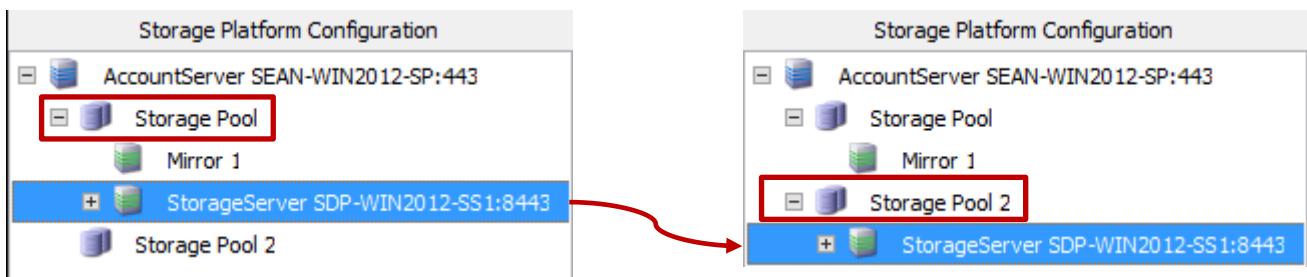 Storage Platform Configuration
AccountServer SEAN-WIN2012-SP:443
Storage Pool
Mirror 1
StorageServer SDP-WIN2012-SS1:8443
Storage Pool 2
Storage Platform Configuration
AccountServer SEAN-WIN2012-SP:443
Storage Pool
Mirror 1
Storage Pool 2
StorageServer SDP-WIN2012-SS1:8443